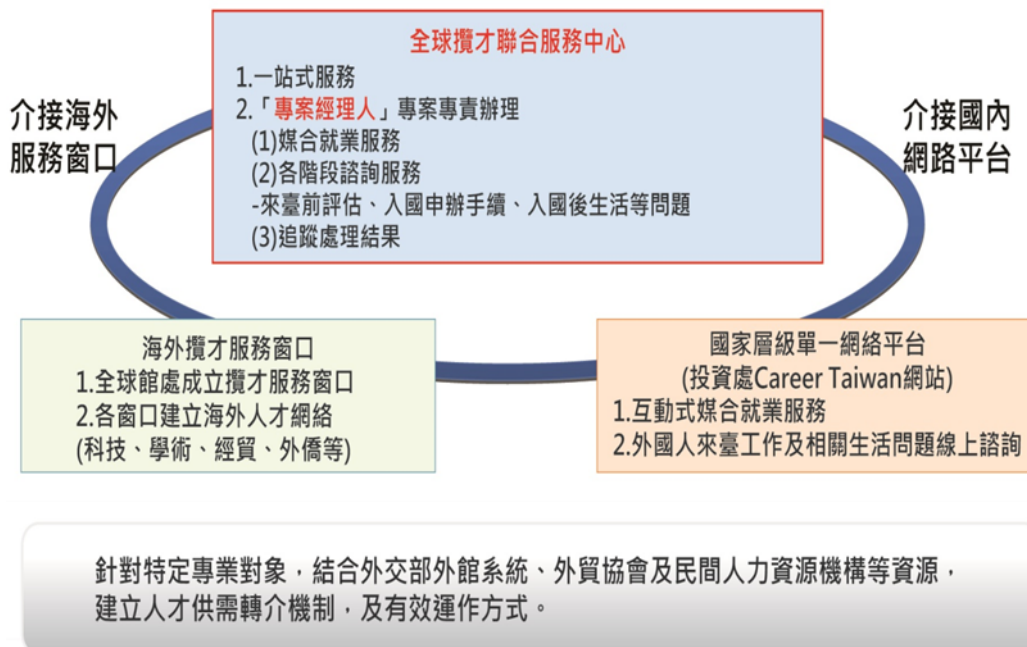 全球攬才聯合服務中心
1.一站式服務
2.「專案經理人」專案專責辦理
(1)媒合就業服務
(2)各階段諮詢服務
-來臺前評估、入國申辦手續、入國後生活等問題
(3)追蹤處理結果
介接海外
服務窗口
介接國內
網路平台
海外攬才服務窗口
1.全球館處成立攬才服務窗口
2.各窗口建立海外人才網絡
(科技、學術、經貿、外僑等)
國家層級單一網絡平台
(投資處Career Taiwan網站)
1.互動式媒合就業服務
2.外國人來臺工作及相關生活問題線上諮詢
針對特定專業對象，結合外交部外館系統、外貿協會及民間人力資源機構等資源，
建立人才供需轉介機制，及有效運作方式。